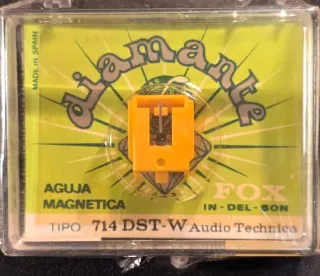 MADE IN SPAIN
diamante
AGUJA
MAGNETICA
FOX
IN-DEL-SON
TIPO 714 DST-W Audio Technica